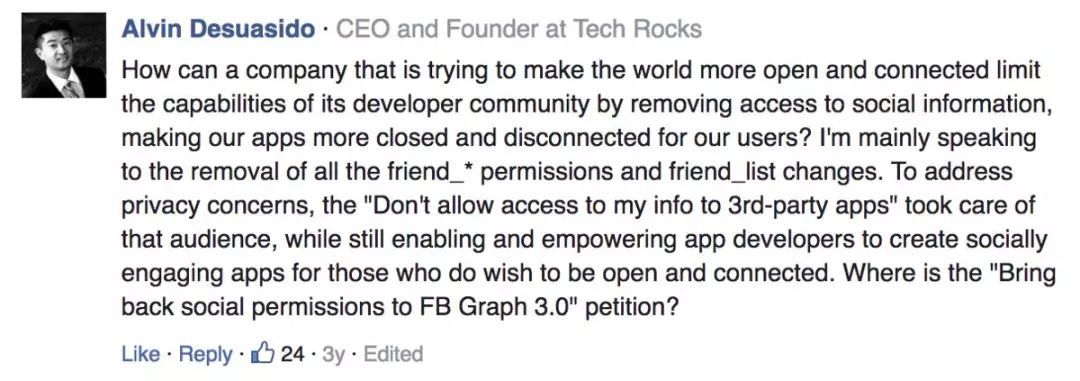 Alvin Desuasido · CEO and Founder at Tech Rocks
How can a company that is trying to make the world more open and connected limit
the capabilities of its developer community by removing access to social information,
making our apps more closed and disconnected for our users? I'm mainly speaking
to the removal of all the friend_* permissions and friend_list changes. To address
privacy concerns, the "Don't allow access to my info to 3rd-party apps" took care of
that audience, while still enabling and empowering app developers to create socially
engaging apps for those who do wish to be open and connected. Where is the "Bring
back social permissions to FB Graph 3.0" petition?
Like · Reply · 24 · 3y · Edited